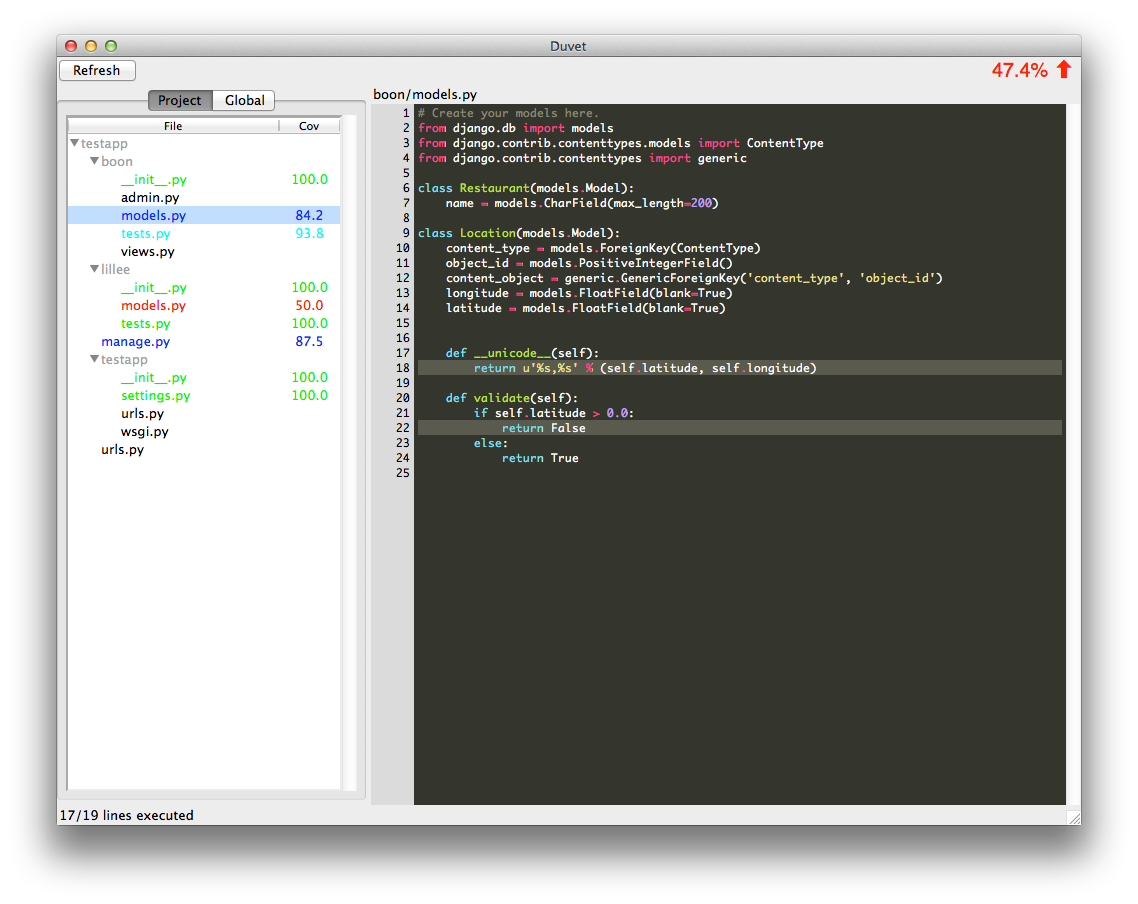 Duvet
Refresh
47.4%
Project Global
File Cov
testapp
boon
__init__.py 100.0
admin.py
models.py 84.2
tests.py 93.8
views.py
lillee
__init__.py 100.0
models.py 50.0
tests.py 100.0
manage.py 87.5
testapp
__init__.py 100.0
settings.py 100.0
urls.py
wsgi.py
urls.py
boon/models.py
1 # Create your models here.
2 from django.db import models
3 from django.contrib.contenttypes.models import ContentType
4 from django.contrib.contenttypes import generic
5
6 class Restaurant(models.Model):
7     name = models.CharField(max_length=200)
8
9 class Location(models.Model):
10     content_type = models.ForeignKey(ContentType)
11     object_id = models.PositiveIntegerField()
12     content_object = generic.GenericForeignKey('content_type', 'object_id')
13     longitude = models.FloatField(blank=True)
14     latitude = models.FloatField(blank=True)
15
16
17     def __unicode__(self):
18         return u'%s,%s' % (self.latitude, self.longitude)
19
20     def validate(self):
21         if self.latitude > 0.0:
22             return False
23         else:
24             return True
25
17/19 lines executed